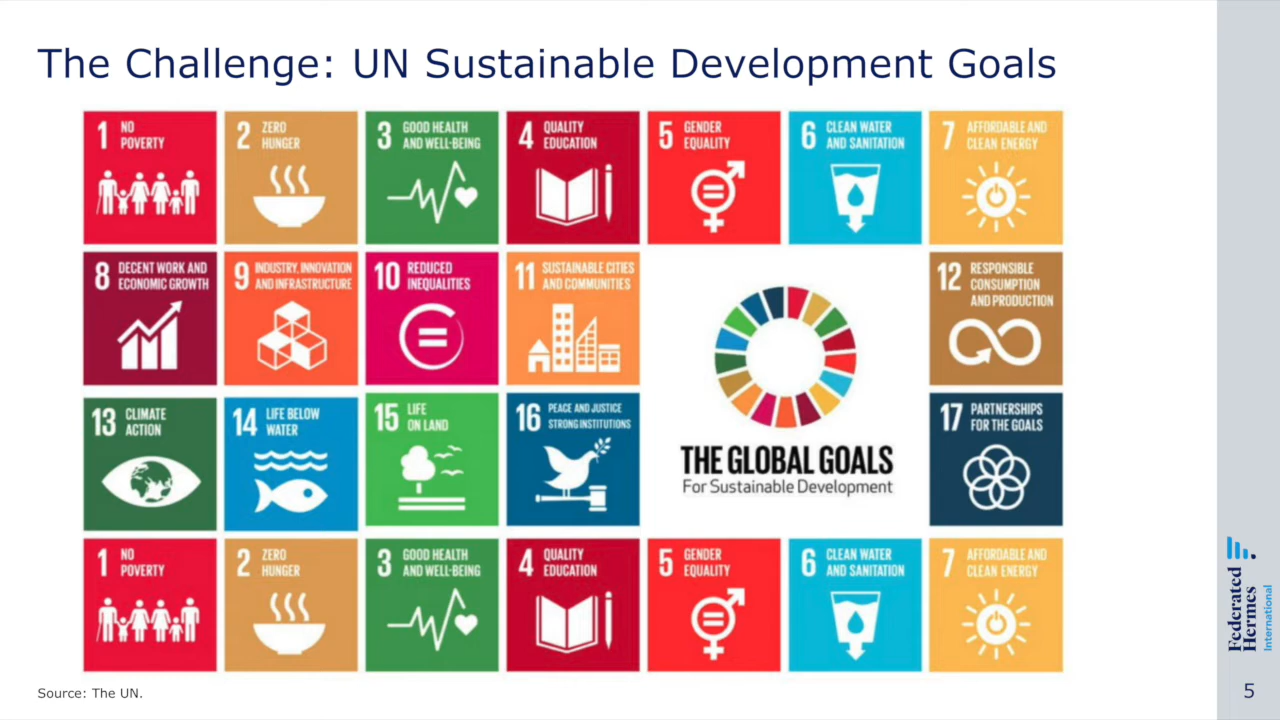 The Challenge: UN Sustainable Development Goals
1 NO
POVERTY
2 ZERO
HUNGER
3 GOOD HEALTH
AND WELL-BEING
4 QUALITY
EDUCATION
5 GENDER
EQUALITY
6 CLEAN WATER
AND SANITATION
7 AFFORDABLE AND
CLEAN ENERGY
8 DECENT WORK AND
ECONOMIC GROWTH
9 INDUSTRY, INNOVATION
AND INFRASTRUCTURE
10 REDUCED
INEQUALITIES
11 SUSTAINABLE CITIES
AND COMMUNITIES
12 RESPONSIBLE
CONSUMPTION
AND PRODUCTION
13 CLIMATE
ACTION
14 LIFE BELOW
WATER
15 LIFE
ON LAND
16 PEACE AND JUSTICE
STRONG INSTITUTIONS
THE GLOBAL GOALS
For Sustainable Development
17 PARTNERSHIPS
FOR THE GOALS
1 NO
POVERTY
2 ZERO
HUNGER
3 GOOD HEALTH
AND WELL-BEING
4 QUALITY
EDUCATION
5 GENDER
EQUALITY
6 CLEAN WATER
AND SANITATION
7 AFFORDABLE AND
CLEAN ENERGY
Source: The UN.
Federated
Hermes
International
5